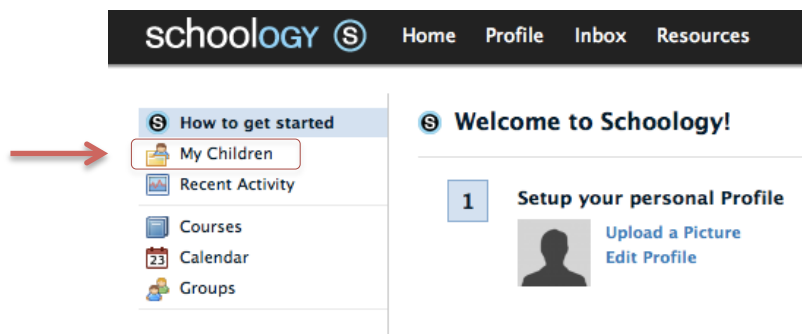 schoology S Home Profile Inbox Resources
S How to get started
My Children
Recent Activity
Courses
23 Calendar
Groups
S Welcome to Schoology!
1 Setup your personal Profile
Upload a Picture
Edit Profile